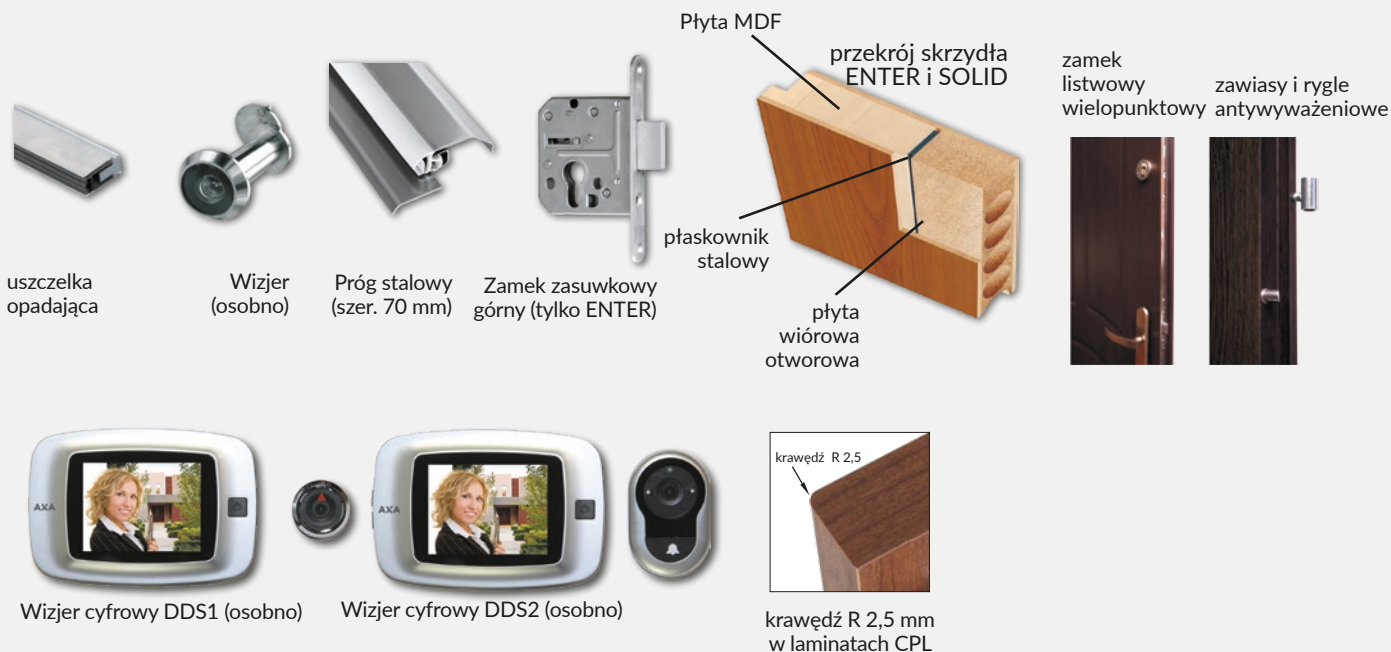 Płyta MDF
przekrój skrzydła
ENTER i SOLID
zamek
listwowy
wielopunktowy
zawiasy i rygle
antywyważeniowe
płaskownik
stalowy
uszczelka
opadająca
Wizjer
(osobno)
Próg stalowy
(szer. 70 mm)
Zamek zasuwkowy
górny (tylko ENTER)
płyta
wiórowa
otworowa
AXA
AXA
krawędź R 2,5
Wizjer cyfrowy DDS1 (osobno)
Wizjer cyfrowy DDS2 (osobno)
krawędź R 2,5 mm
w laminatach CPL